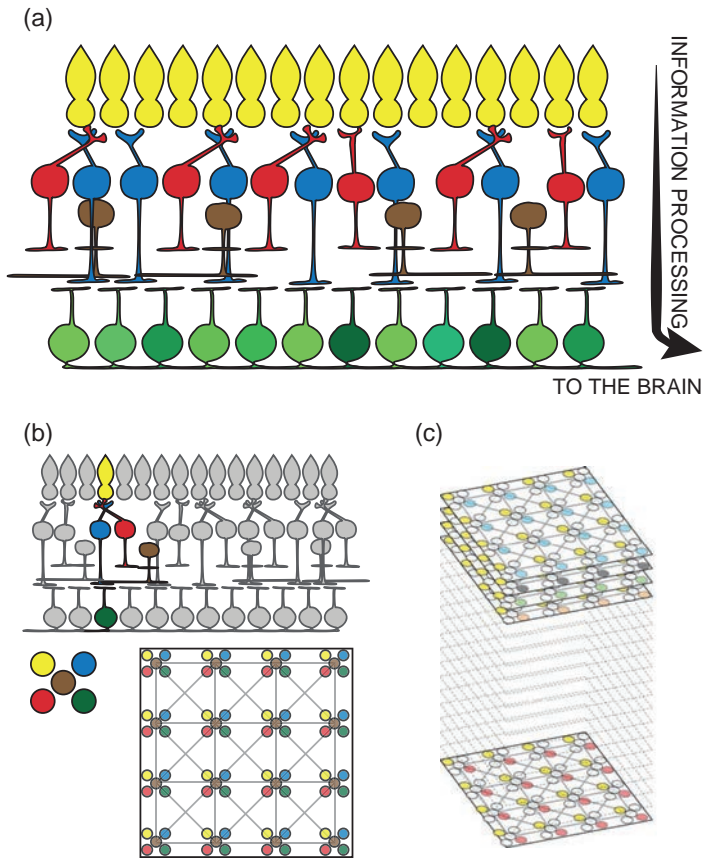 (a)
INFORMATION PROCESSING
TO THE BRAIN
(b)
(c)